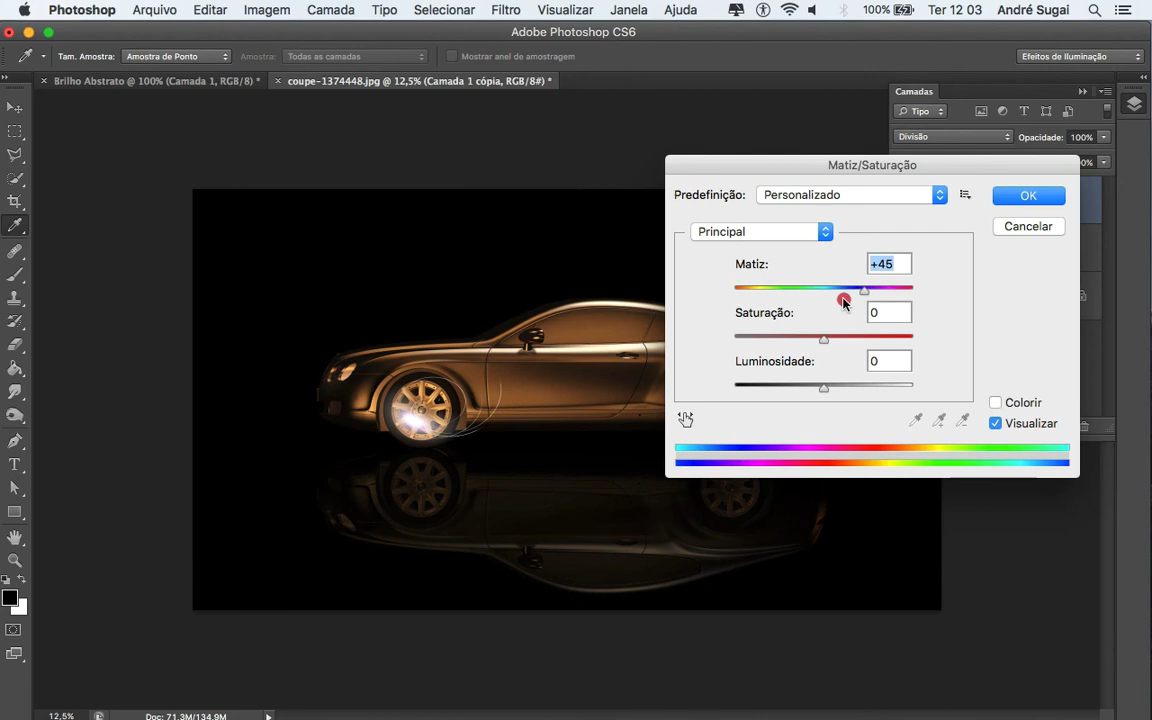 Photoshop Arquivo Editar Imagem Camada Tipo Selecionar Filtro Visualizar Janela Ajuda 100% Ter 12 03 André Sugai
Adobe Photoshop CS6
Tam. Amostra: Amostra de Ponto Amostra: Todas as camadas Mostrar anel de amostragem Efeitos de Iluminação
Brilho Abstrato @ 100% (Camada 1, RGB/8) * coupe-1374448.jpg @ 12,5% (Camada 1 cópia, RGB/8#) *
Camadas
Tipo
Divisão Opacidade: 100%
Matiz/Saturação
0%
Predefinição: Personalizado OK
Principal Cancelar
Matiz: +45
Saturação: 0
Luminosidade: 0
Colorir
Visualizar
12,5% Doc: 71,3M/134,9M